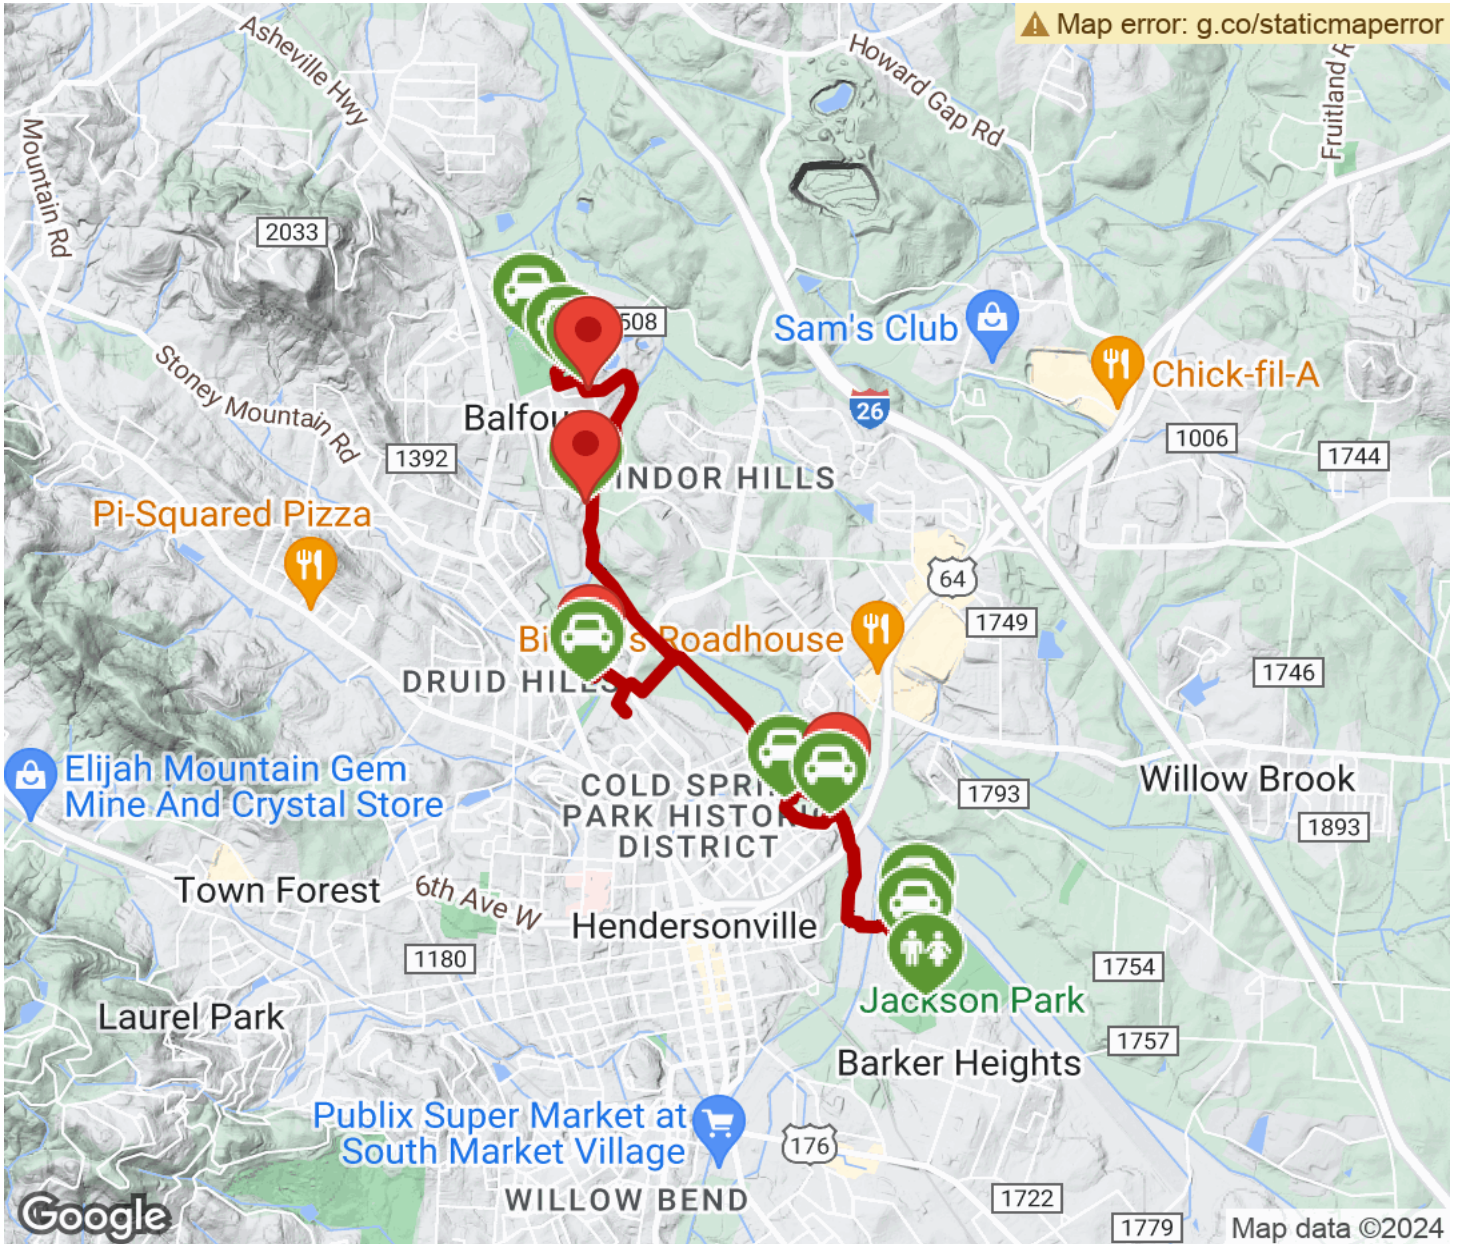 Map error: g.co/staticmaperror
Asheville Hwy
Howard Gap Rd
Fruitland R
Mountain Rd
2033
508
Sam's Club
Chick-fil-A
Stoney Mountain Rd
26
Balfou
1392
1006
1744
INDOR HILLS
Pi-Squared Pizza
64
1749
Bi s Roadhouse
1746
DRUID HILLS
Elijah Mountain Gem
Mine And Crystal Store
COLD SPRI
PARK HISTOR
DISTRICT
1793
Willow Brook
1893
Town Forest
6th Ave W
Hendersonville
1180
1754
Jackson Park
Laurel Park
1757
Barker Heights
Publix Super Market at
South Market Village
176
WILLOW BEND
1722
Google
1779
Map data ©2024